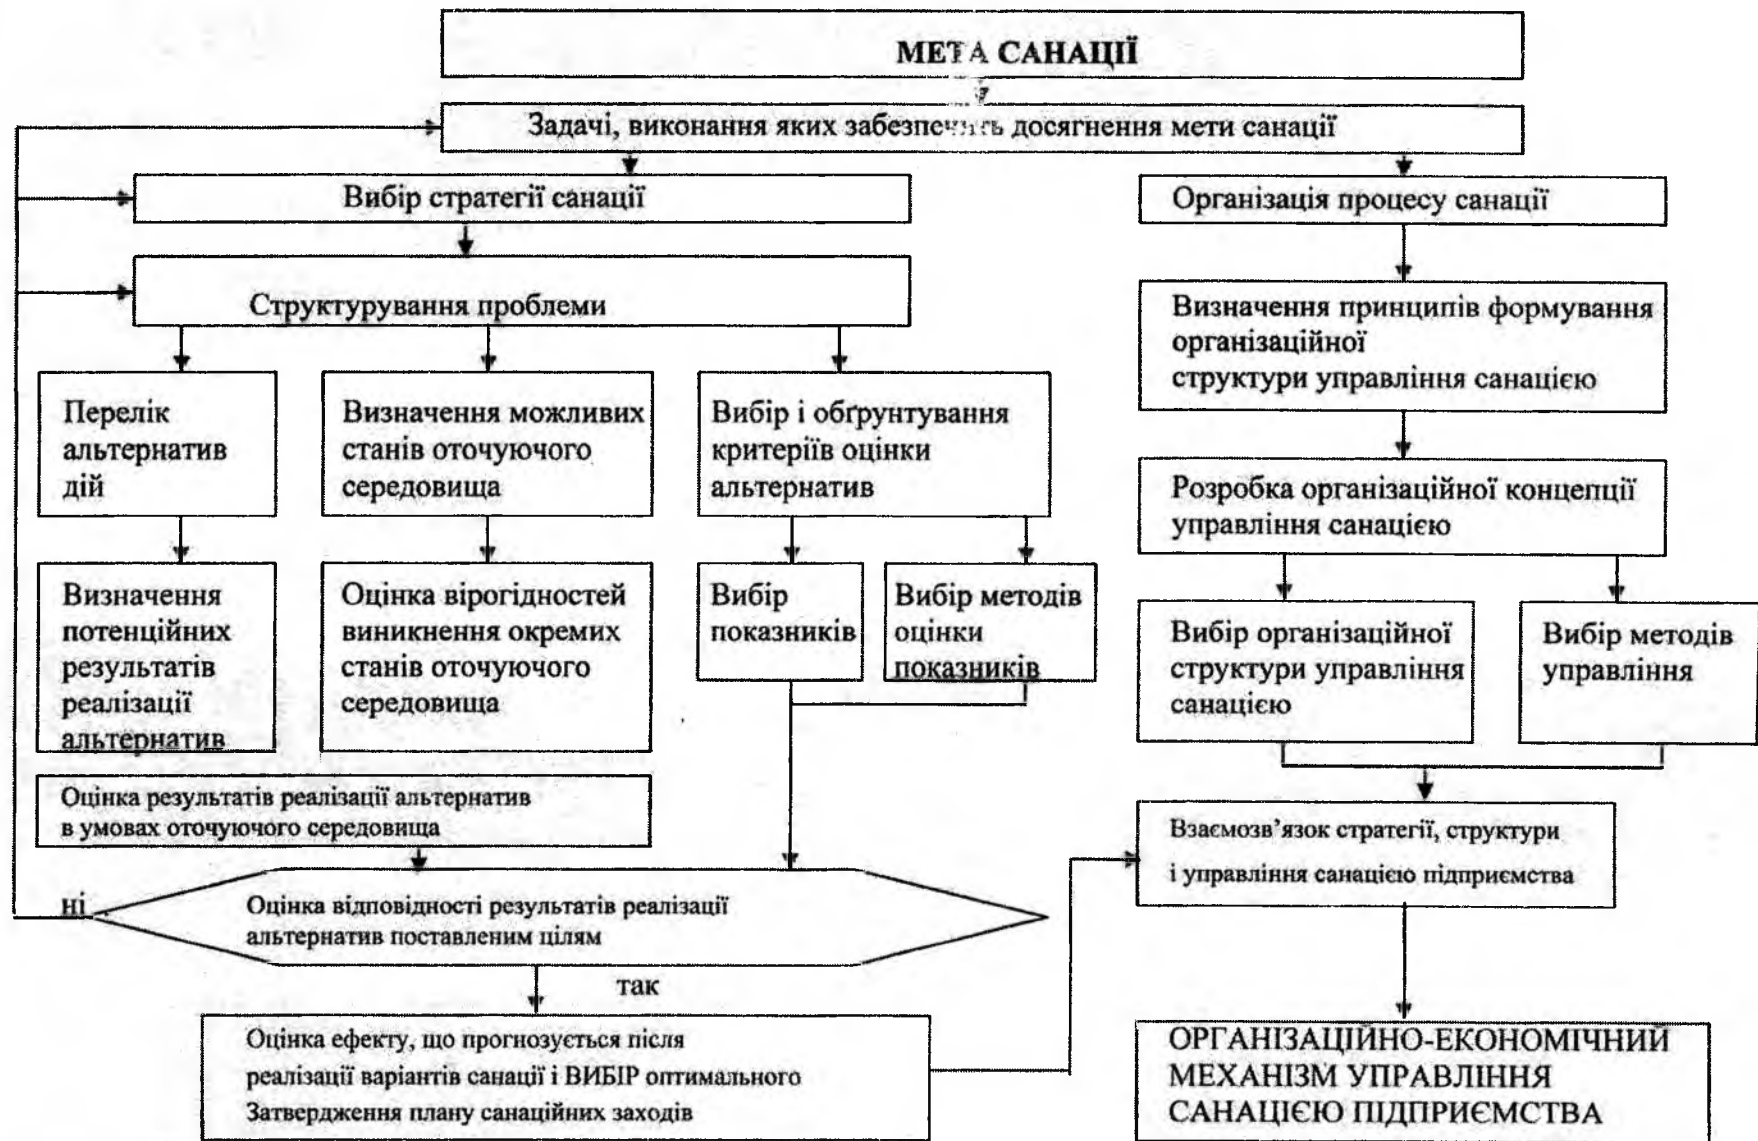 МЕТА САНАЦІЇ
Задачі, виконання яких забезпечить досягнення мети санації
Вибір стратегії санації
Структурування проблеми
Перелік
альтернатив
дій
Визначення можливих
станів оточуючого
середовища
Вибір і обґрунтування
критеріїв оцінки
альтернатив
Визначення
потенційних
результатів
реалізації
альтернатив
Оцінка вірогідностей
виникнення окремих
станів оточуючого
середовища
Вибір
показників
Вибір методів
оцінки
показників
Оцінка результатів реалізації альтернатив
в умовах оточуючого середовища
ні
Оцінка відповідності результатів реалізації
альтернатив поставленим цілям
так
Оцінка ефекту, що прогнозується після
реалізації варіантів санації і ВИБІР оптимального
Затвердження плану санаційних заходів
Організація процесу санації
Визначення принципів формування
організаційної
структури управління санацією
Розробка організаційної концепції
управління санацією
Вибір організаційної
структури управління
санацією
Вибір методів
управління
Взаємозв’язок стратегії, структури
і управління санацією підприємства
ОРГАНІЗАЦІЙНО-ЕКОНОМІЧНИЙ
МЕХАНІЗМ УПРАВЛІННЯ
САНАЦІЄЮ ПІДПРИЄМСТВА